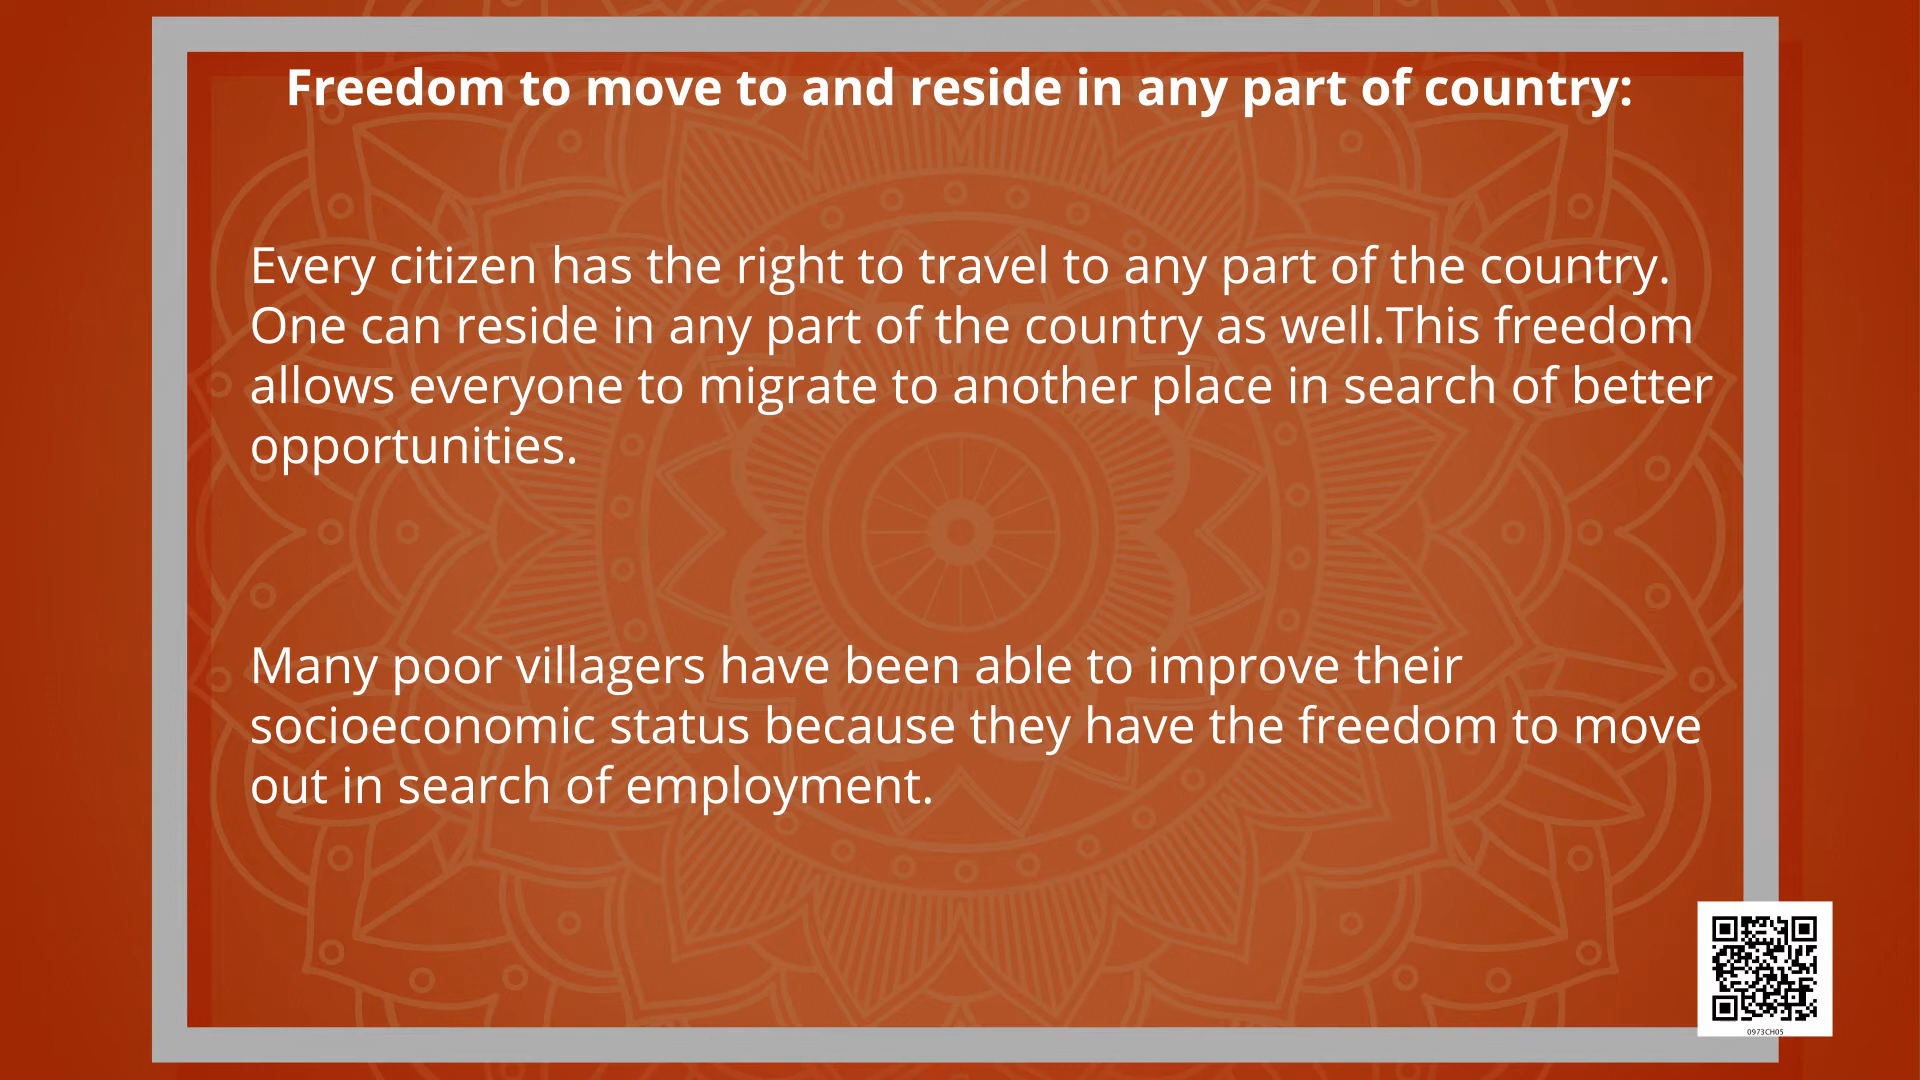 Freedom to move to and reside in any part of country:
Every citizen has the right to travel to any part of the country.
One can reside in any part of the country as well.This freedom
allows everyone to migrate to another place in search of better
opportunities.
Many poor villagers have been able to improve their
socioeconomic status because they have the freedom to move
out in search of employment.
0973CH05